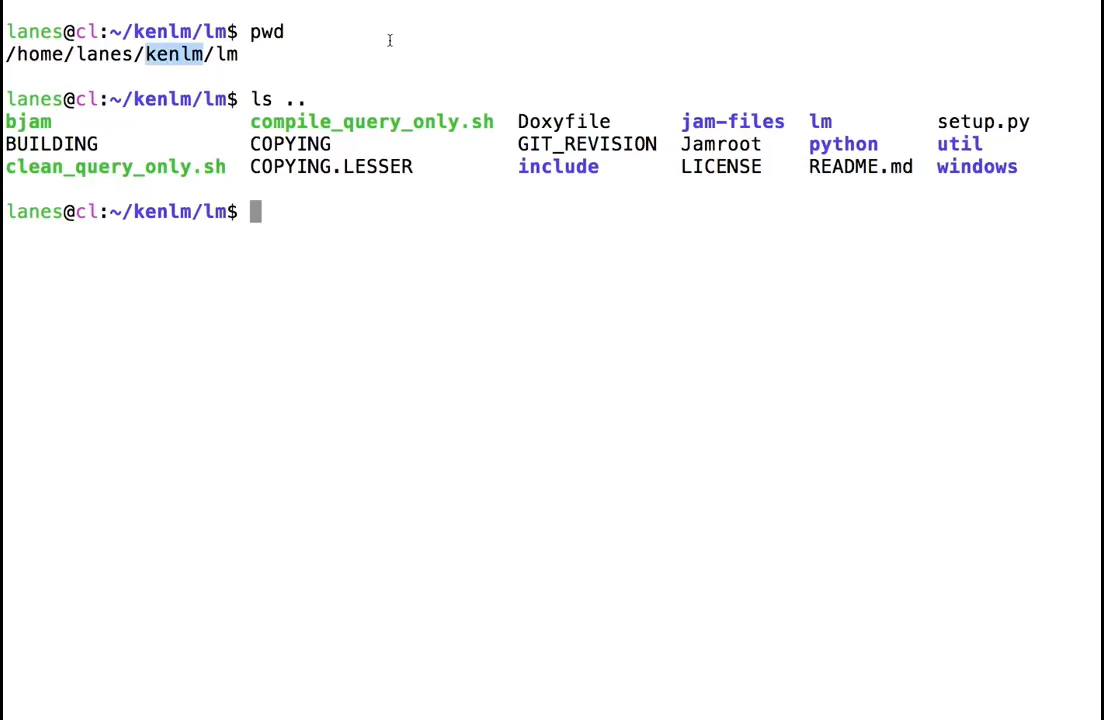 lanes@cl:~/kenlm/lm$ pwd
/home/lanes/kenlm/lm
lanes@cl:~/kenlm/lm$ ls ..
bjam compile_query_only.sh Doxyfile jam-files lm setup.py
BUILDING COPYING GIT_REVISION Jamroot python util
clean_query_only.sh COPYING.LESSER include LICENSE README.md windows
lanes@cl:~/kenlm/lm$